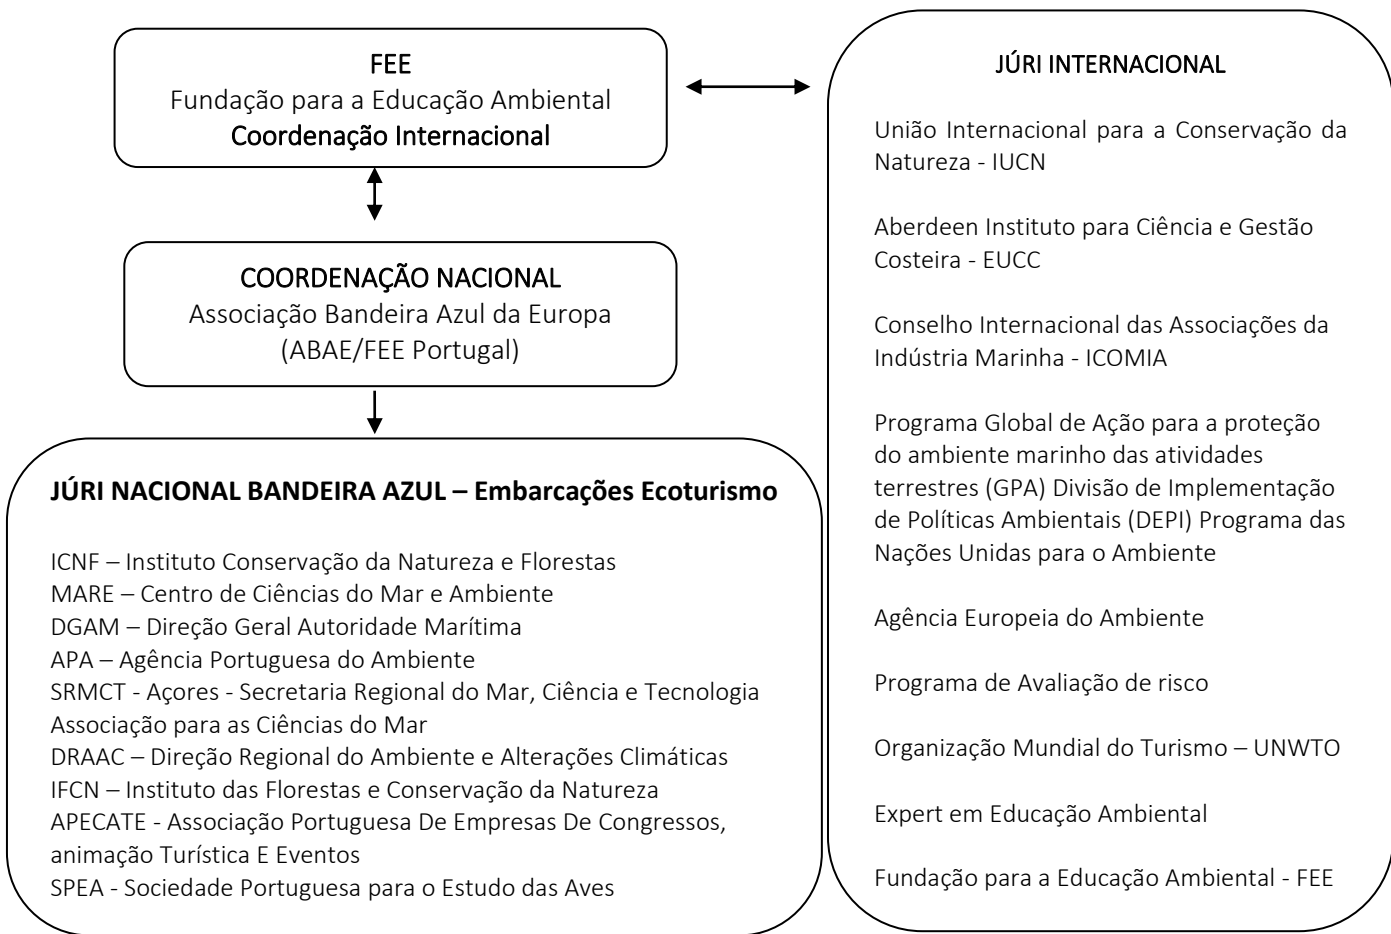 FEE
Fundação para a Educação Ambiental
Coordenação Internacional
COORDENAÇÃO NACIONAL
Associação Bandeira Azul da Europa
(ABAE/FEE Portugal)
JÚRI NACIONAL BANDEIRA AZUL – Embarcações Ecoturismo
ICNF – Instituto Conservação da Natureza e Florestas
MARE – Centro de Ciências do Mar e Ambiente
DGAM – Direção Geral Autoridade Marítima
APA – Agência Portuguesa do Ambiente
SRMCT - Açores - Secretaria Regional do Mar, Ciência e Tecnologia
Associação para as Ciências do Mar
DRAAC – Direção Regional do Ambiente e Alterações Climáticas
IFCN – Instituto das Florestas e Conservação da Natureza
APECATE - Associação Portuguesa De Empresas De Congressos,
animação Turística E Eventos
SPEA - Sociedade Portuguesa para o Estudo das Aves
JÚRI INTERNACIONAL
União Internacional para a Conservação da
Natureza - IUCN
Aberdeen Instituto para Ciência e Gestão
Costeira - EUCC
Conselho Internacional das Associações da
Indústria Marinha - ICOMIA
Programa Global de Ação para a proteção
do ambiente marinho das atividades
terrestres (GPA) Divisão de Implementação
de Políticas Ambientais (DEPI) Programa das
Nações Unidas para o Ambiente
Agência Europeia do Ambiente
Programa de Avaliação de risco
Organização Mundial do Turismo – UNWTO
Expert em Educação Ambiental
Fundação para a Educação Ambiental - FEE